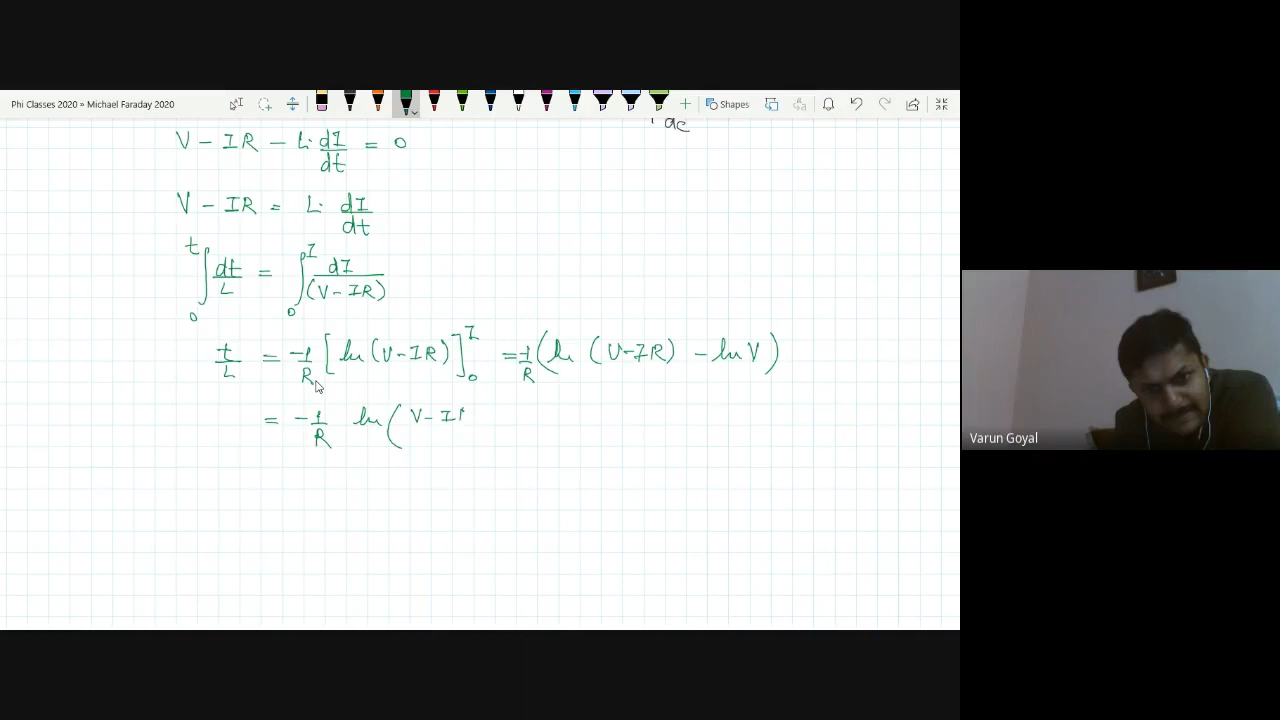 Phi Classes 2020 » Michael Faraday 2020
Shapes
dc
V - IR - L dI/dt = 0
V - IR = L dI/dt
∫₀ᵗ dt/L = ∫₀ᴵ dI/(V - IR)
t/L = -1/R [ln (V - IR)]₀ᴵ = -1/R (ln (V - IR) - ln V)
= -1/R ln ( V - I
Varun Goyal